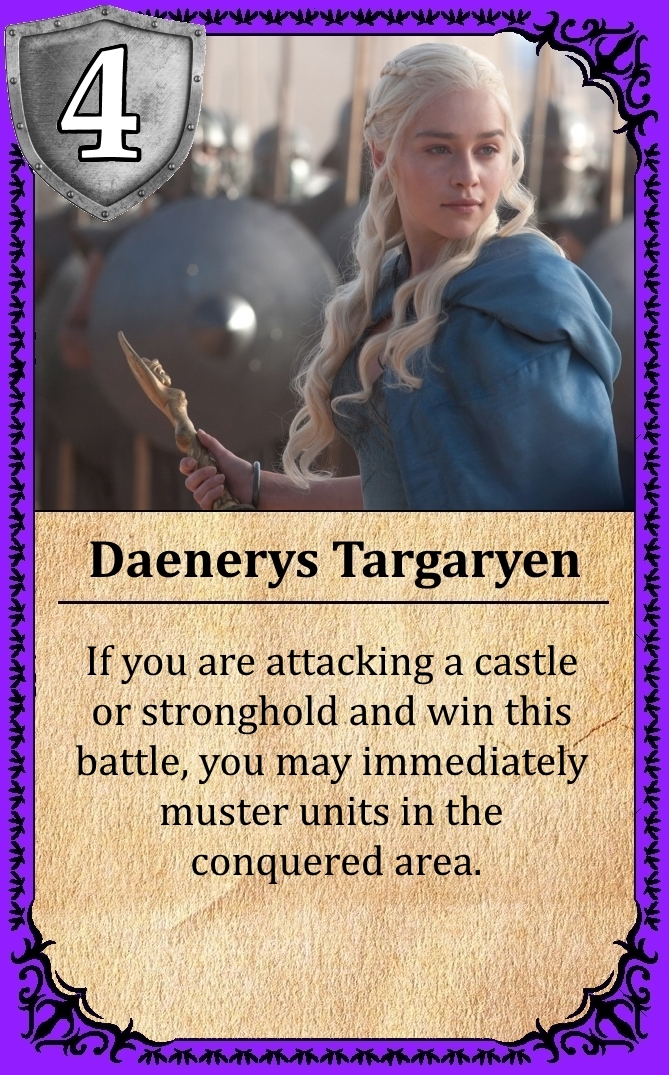 4
Daenerys Targaryen
If you are attacking a castle
or stronghold and win this
battle, you may immediately
muster units in the
conquered area.